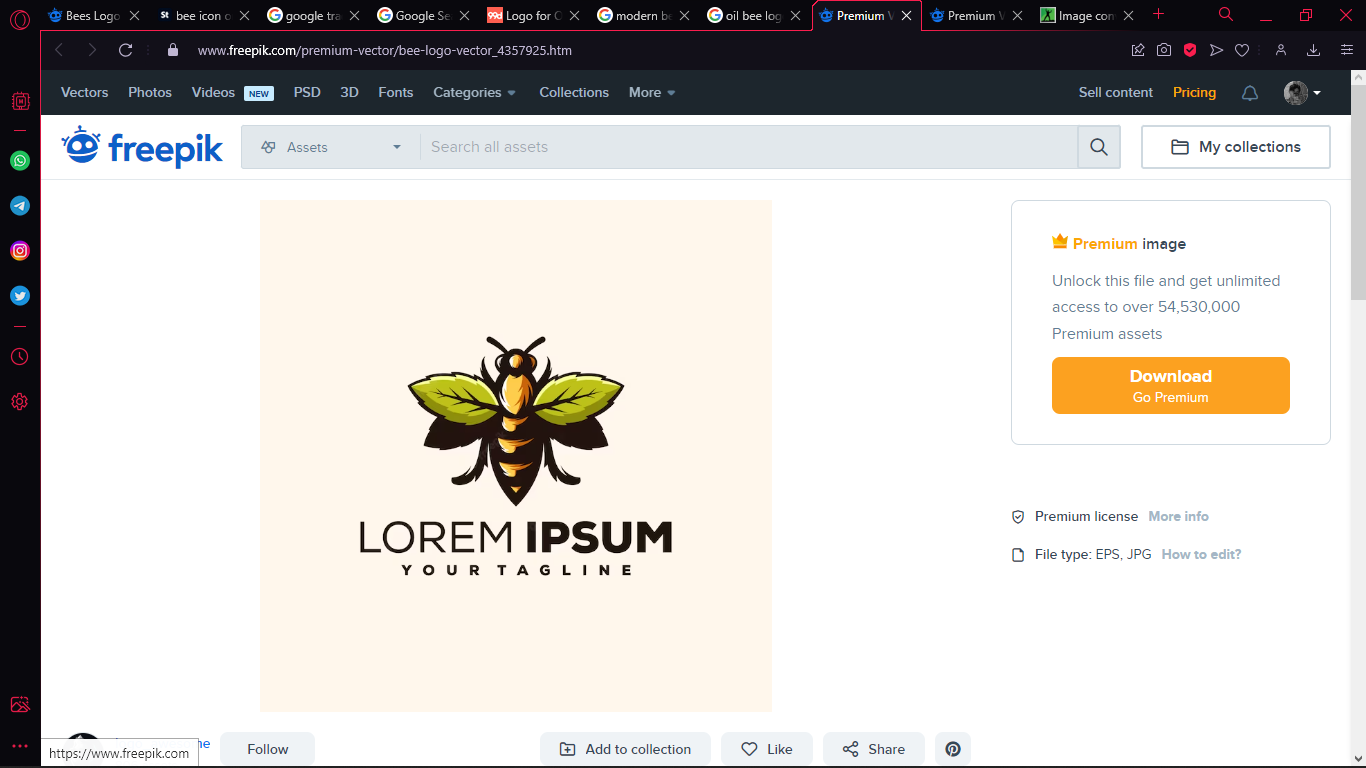 Bees Logo
St bee icon o
google tra
Google Se
99d Logo for O
modern be
oil bee log
Premium V
Premium V
Image con
www.freepik.com/premium-vector/bee-logo-vector_4357925.htm
Vectors Photos Videos NEW PSD 3D Fonts Categories Collections More Sell content Pricing
freepik Assets Search all assets My collections
Premium image
Unlock this file and get unlimited
access to over 54,530,000
Premium assets
Download
Go Premium
LOREM IPSUM
YOUR TAGLINE
Premium license More info
File type: EPS, JPG How to edit?
Follow Add to collection Like Share
https://www.freepik.com